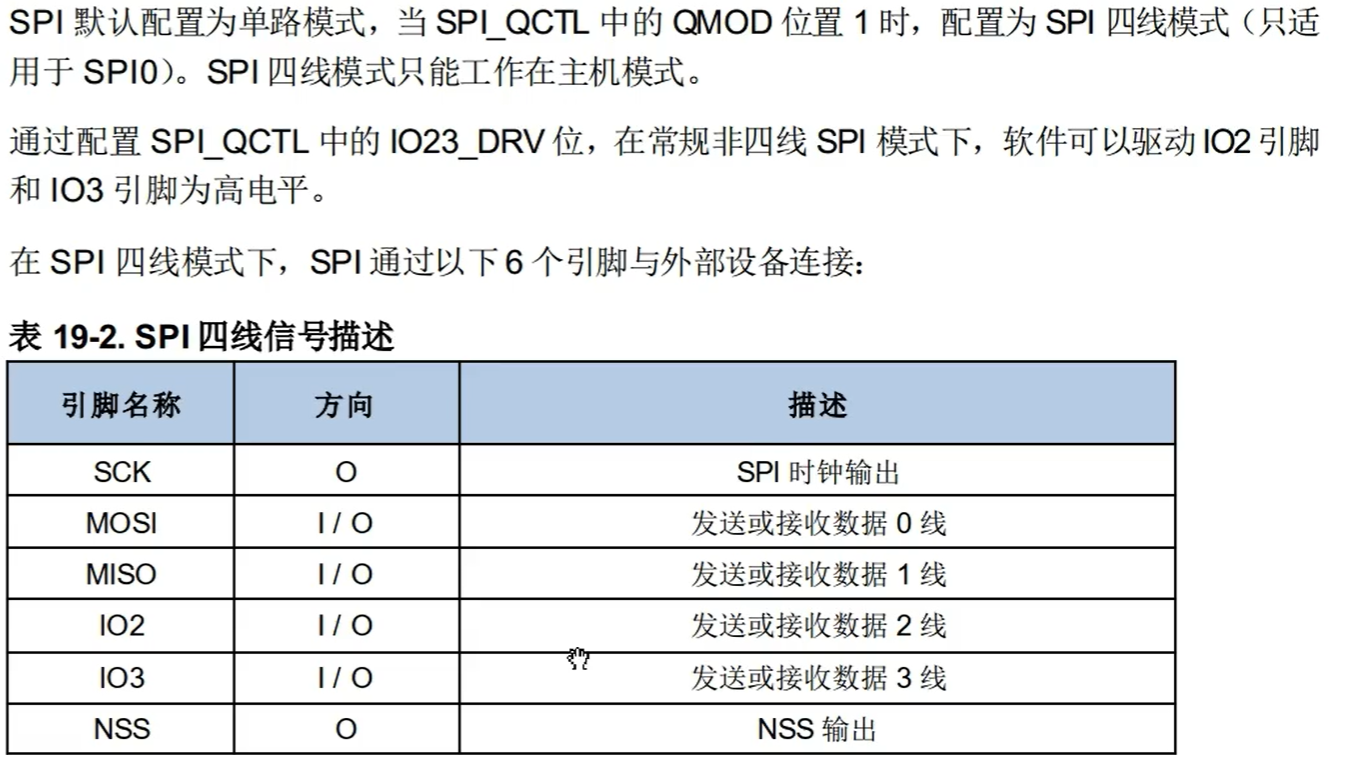 SPI 默认配置为单路模式，当 SPI_QCTL 中的 QMOD 位置 1 时，配置为 SPI 四线模式（只适
用于 SPI0）。SPI 四线模式只能工作在主机模式。
通过配置 SPI_QCTL 中的 IO23_DRV 位，在常规非四线 SPI 模式下，软件可以驱动 IO2 引脚
和 IO3 引脚为高电平。
在 SPI 四线模式下，SPI 通过以下 6 个引脚与外部设备连接：
表 19-2. SPI 四线信号描述
引脚名称 方向 描述
SCK O SPI 时钟输出
MOSI I / O 发送或接收数据 0 线
MISO I / O 发送或接收数据 1 线
IO2 I / O 发送或接收数据 2 线
IO3 I / O 发送或接收数据 3 线
NSS O NSS 输出